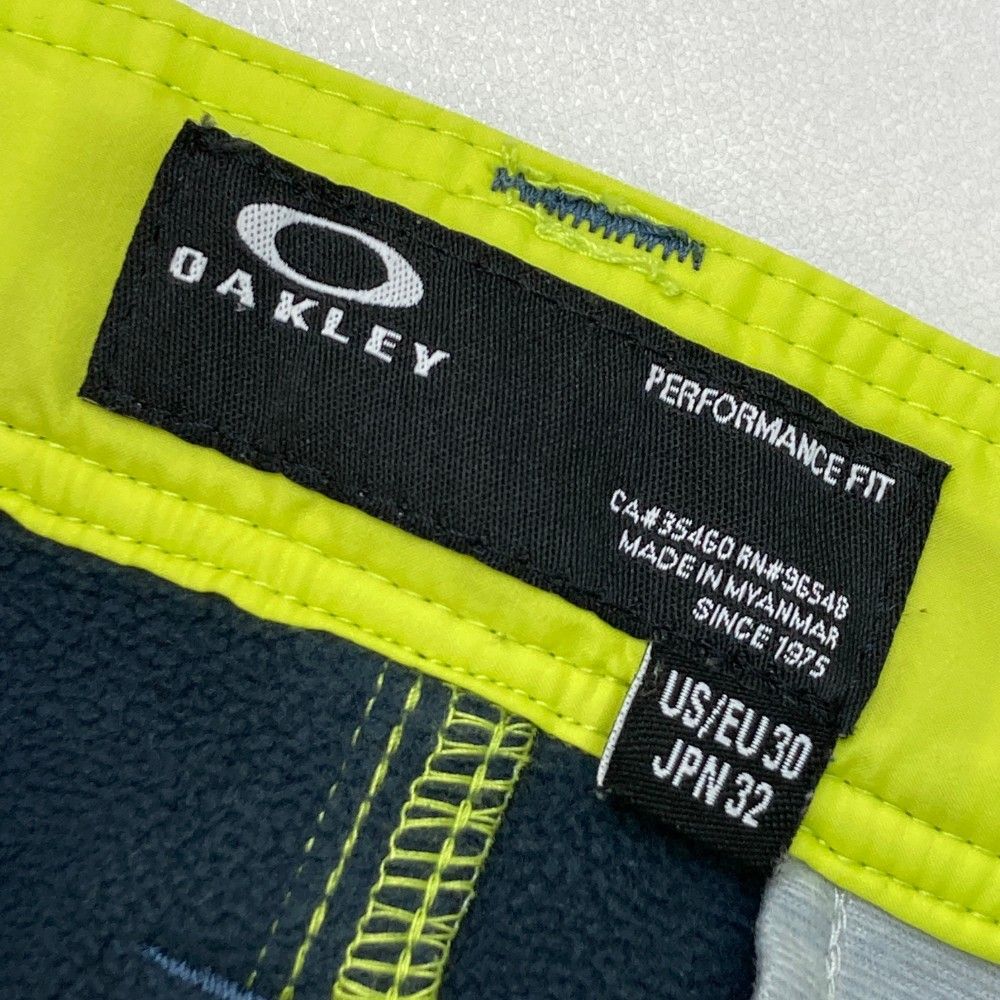 OAKLEY
PERFORMANCE FIT
CA#35460 RN#96548
MADE IN MYANMAR
SINCE 1975
US/EU 30
JPN 32